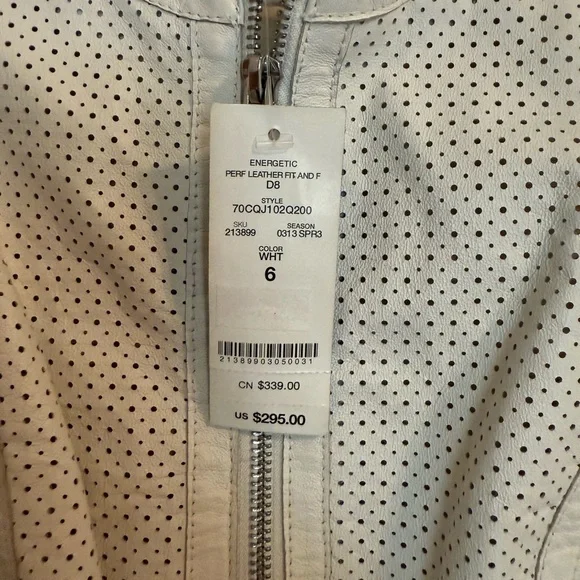 ENERGETIC
PERF LEATHER FIT AND F
D8
STYLE
70CQJ102Q200
SKU SEASON
213899 0313 SPR3
COLOR
WHT
6
21389903050031
CN $339.00
US $295.00